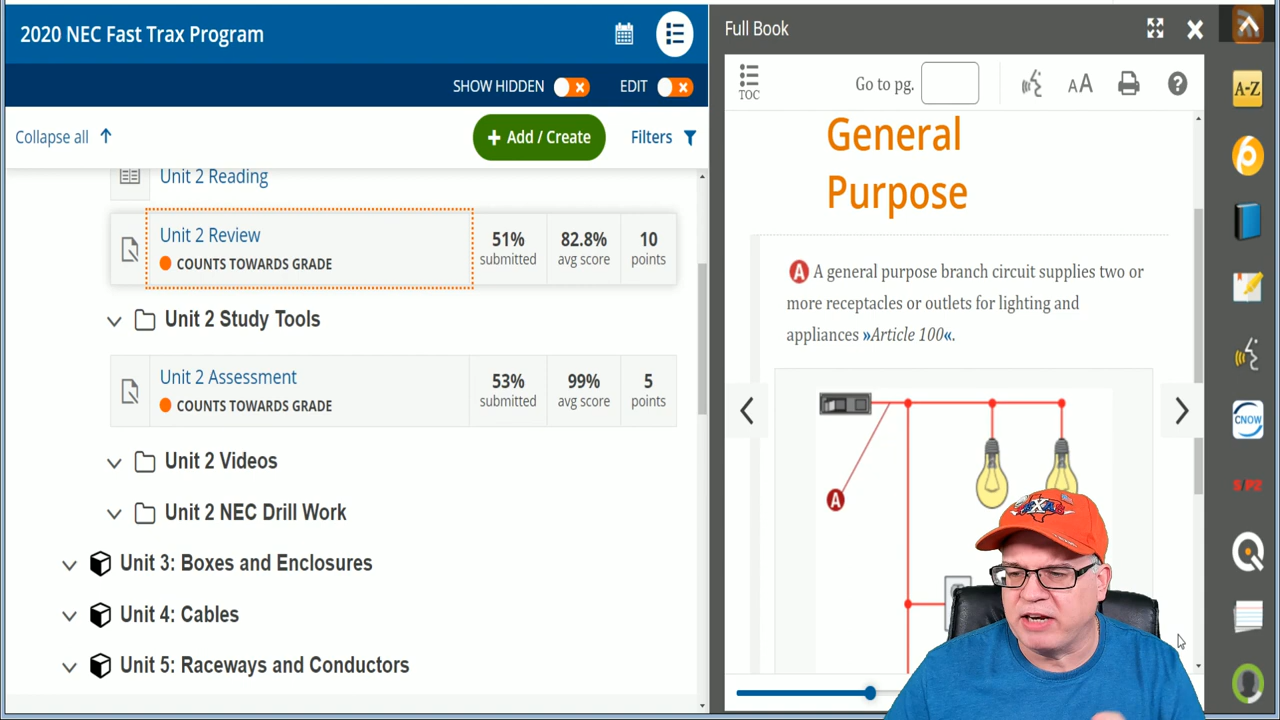 2020 NEC Fast Trax Program
SHOW HIDDEN
EDIT
Collapse all
+ Add / Create
Filters
Unit 2 Reading
Unit 2 Review
COUNTS TOWARDS GRADE
51%
submitted
82.8%
avg score
10
points
Unit 2 Study Tools
Unit 2 Assessment
COUNTS TOWARDS GRADE
53%
submitted
99%
avg score
5
points
Unit 2 Videos
Unit 2 NEC Drill Work
Unit 3: Boxes and Enclosures
Unit 4: Cables
Unit 5: Raceways and Conductors
Full Book
TOC
Go to pg.
AA
?
General
Purpose
A A general purpose branch circuit supplies two or
more receptacles or outlets for lighting and
appliances »Article 100«.
A
TEXAS
A-Z
CNOW